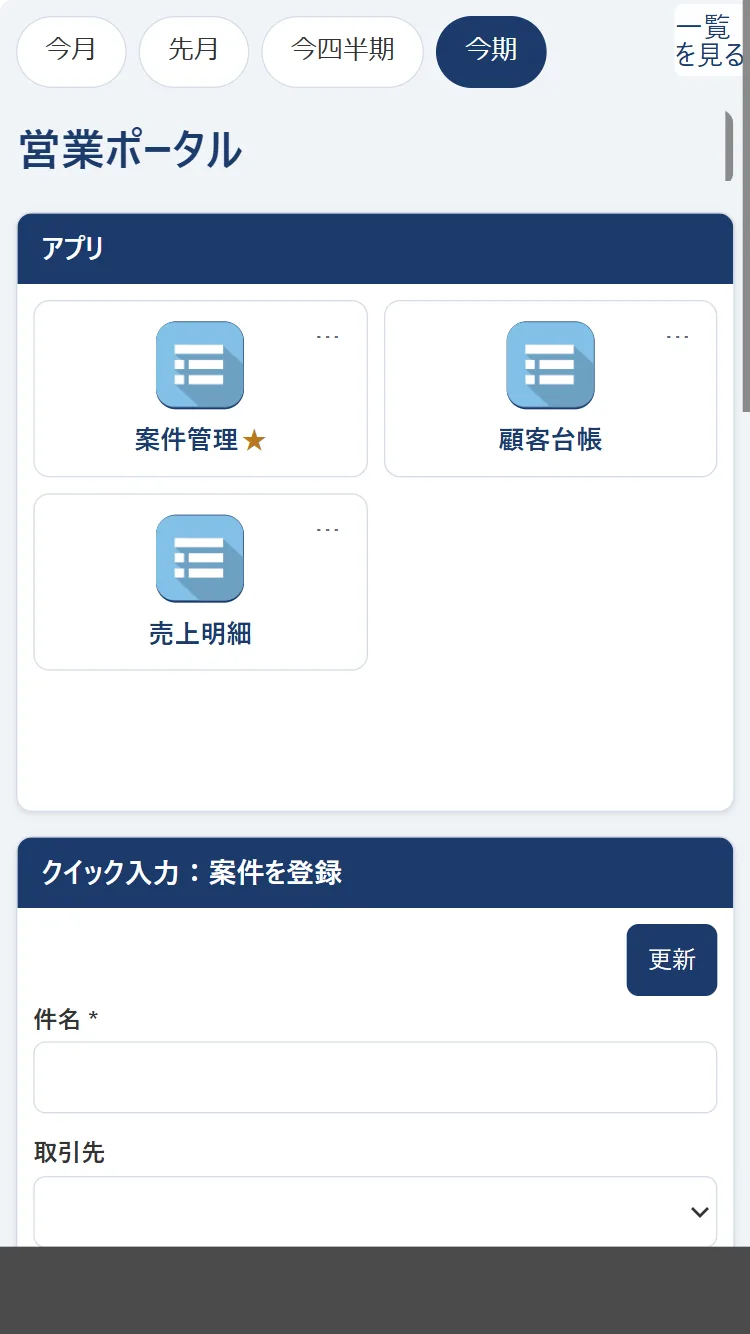 今月
先月
今四半期
今期
一覧
を見る
営業ポータル
アプリ
…
案件管理★
…
顧客台帳
…
売上明細
クイック入力：案件を登録
更新
件名 *
取引先